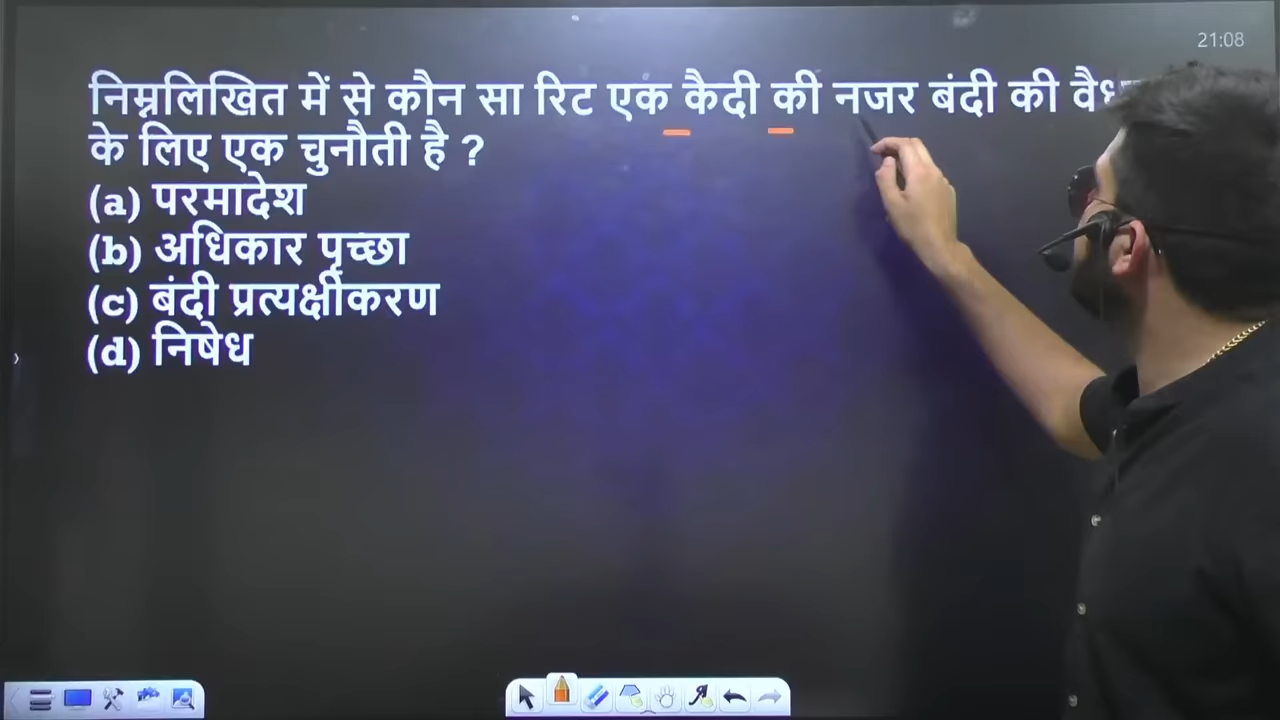 21:08
निम्नलिखित में से कौन सा रिट एक कैदी की नजर बंदी की
के लिए एक चुनौती है ?
(a) परमादेश
(b) अधिकार पृच्छा
(c) बंदी प्रत्यक्षीकरण
(d) निषेध